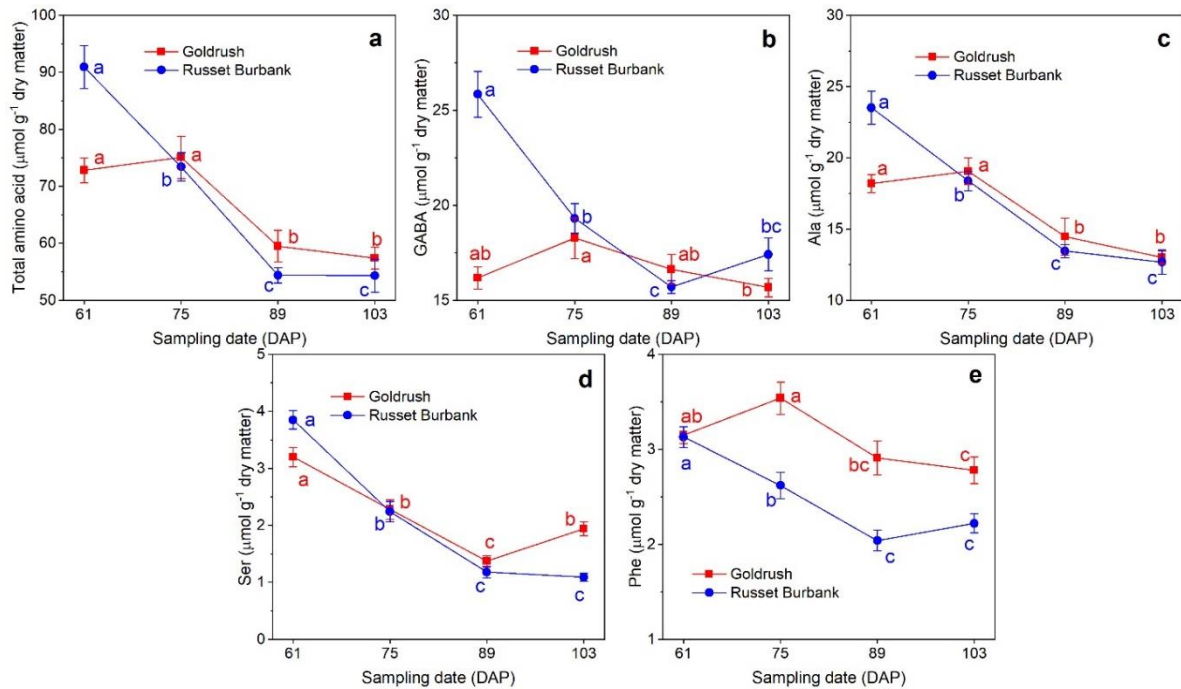 a
Goldrush
Russet Burbank
Total amino acid (μmol g⁻¹ dry matter)
100
90
80
70
60
50
a
a
a
b
b
c
b
c
61 75 89 103
Sampling date (DAP)
b
Goldrush
Russet Burbank
GABA (μmol g⁻¹ dry matter)
30
25
20
15
a
ab
b
a
ab
c
bc
b
61 75 89 103
Sampling date (DAP)
c
Goldrush
Russet Burbank
Ala (μmol g⁻¹ dry matter)
30
25
20
15
10
a
a
a
b
b
c
b
c
61 75 89 103
Sampling date (DAP)
d
Goldrush
Russet Burbank
Ser (μmol g⁻¹ dry matter)
5
4
3
2
1
0
a
a
b
b
c
c
b
c
61 75 89 103
Sampling date (DAP)
e
Goldrush
Russet Burbank
Phe (μmol g⁻¹ dry matter)
4
3
2
1
ab
a
a
b
bc
c
c
c
61 75 89 103
Sampling date (DAP)